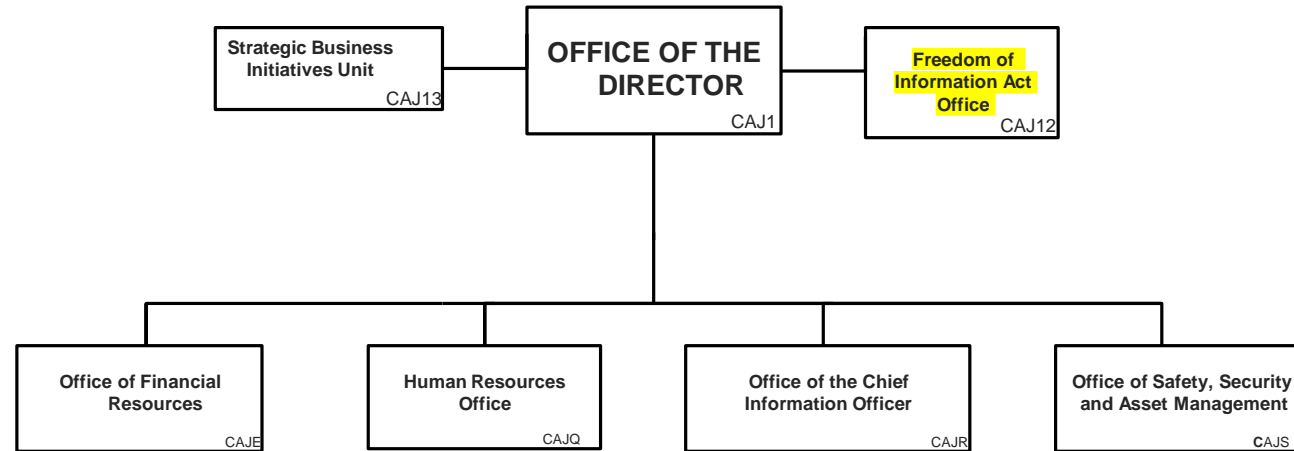 Strategic Business
Initiatives Unit
CAJ13
OFFICE OF THE
DIRECTOR
CAJ1
Freedom of
Information Act
Office
CAJ12
Office of Financial
Resources
CAJE
Human Resources
Office
CAJQ
Office of the Chief
Information Officer
CAJR
Office of Safety, Security
and Asset Management
CAJS